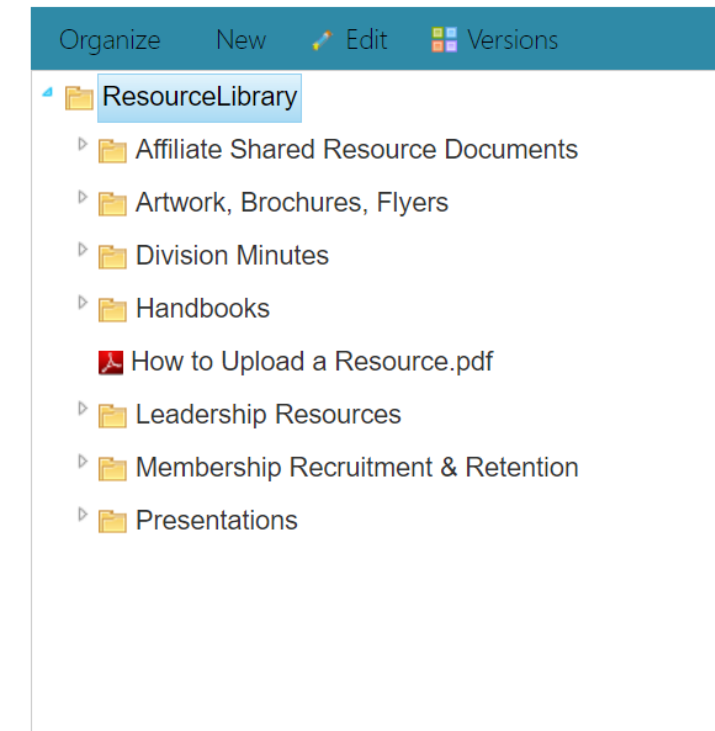 Organize New Edit Versions
ResourceLibrary
Affiliate Shared Resource Documents
Artwork, Brochures, Flyers
Division Minutes
Handbooks
How to Upload a Resource.pdf
Leadership Resources
Membership Recruitment & Retention
Presentations